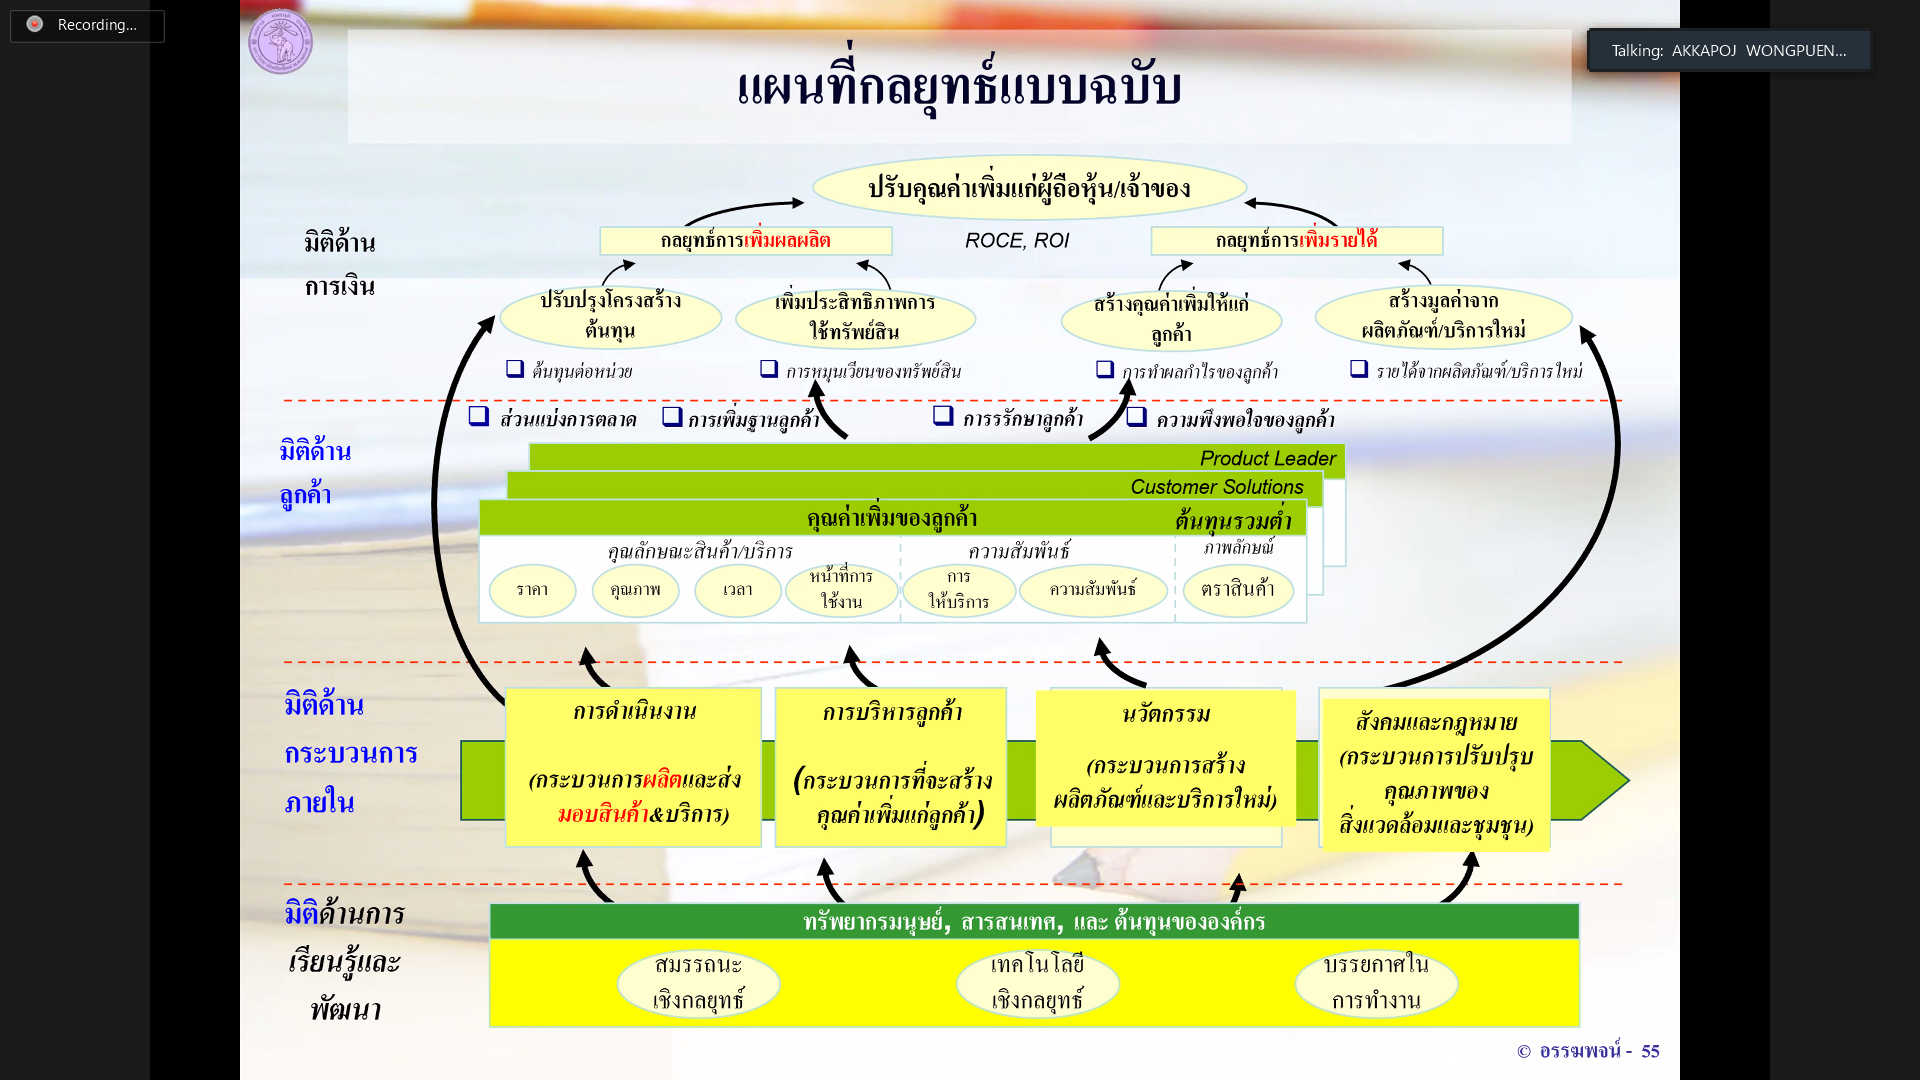 Recording...
Talking: AKKAPOJ WONGPUEN...
แผนที่กลยุทธ์แบบฉบับ
ปรับคุณค่าเพิ่มแก่ผู้ถือหุ้น/เจ้าของ
มิติด้าน
การเงิน
กลยุทธ์การเพิ่มผลผลิต
ROCE, ROI
กลยุทธ์การเพิ่มรายได้
ปรับปรุงโครงสร้าง
ต้นทุน
เพิ่มประสิทธิภาพการ
ใช้ทรัพย์สิน
สร้างคุณค่าเพิ่มให้แก่
ลูกค้า
สร้างมูลค่าจาก
ผลิตภัณฑ์/บริการใหม่
ต้นทุนต่อหน่วย
การหมุนเวียนของทรัพย์สิน
การทำผลกำไรของลูกค้า
รายได้จากผลิตภัณฑ์/บริการใหม่
มิติด้าน
ลูกค้า
ส่วนแบ่งการตลาด
การเพิ่มฐานลูกค้า
การรรักษาลูกค้า
ความพึงพอใจของลูกค้า
Product Leader
Customer Solutions
คุณค่าเพิ่มของลูกค้า
ต้นทุนรวมต่ำ
คุณลักษณะสินค้า/บริการ
ความสัมพันธ์
ภาพลักษณ์
ราคา
คุณภาพ
เวลา
หน้าที่การ
ใช้งาน
การ
ให้บริการ
ความสัมพันธ์
ตราสินค้า
มิติด้าน
กระบวนการ
ภายใน
การดำเนินงาน
(กระบวนการผลิตและส่ง
มอบสินค้า&บริการ)
การบริหารลูกค้า
(กระบวนการที่จะสร้าง
คุณค่าเพิ่มแก่ลูกค้า)
นวัตกรรม
(กระบวนการสร้าง
ผลิตภัณฑ์และบริการใหม่)
สังคมและกฎหมาย
(กระบวนการปรับปรุบ
คุณภาพของ
สิ่งแวดล้อมและชุมชุน)
มิติด้านการ
เรียนรู้และ
พัฒนา
ทรัพยากรมนุษย์, สารสนเทศ, และ ต้นทุนขององค์กร
สมรรถนะ
เชิงกลยุทธ์
เทคโนโลยี
เชิงกลยุทธ์
บรรยกาศใน
การทำงาน
© อรรฆพจน์ - 55